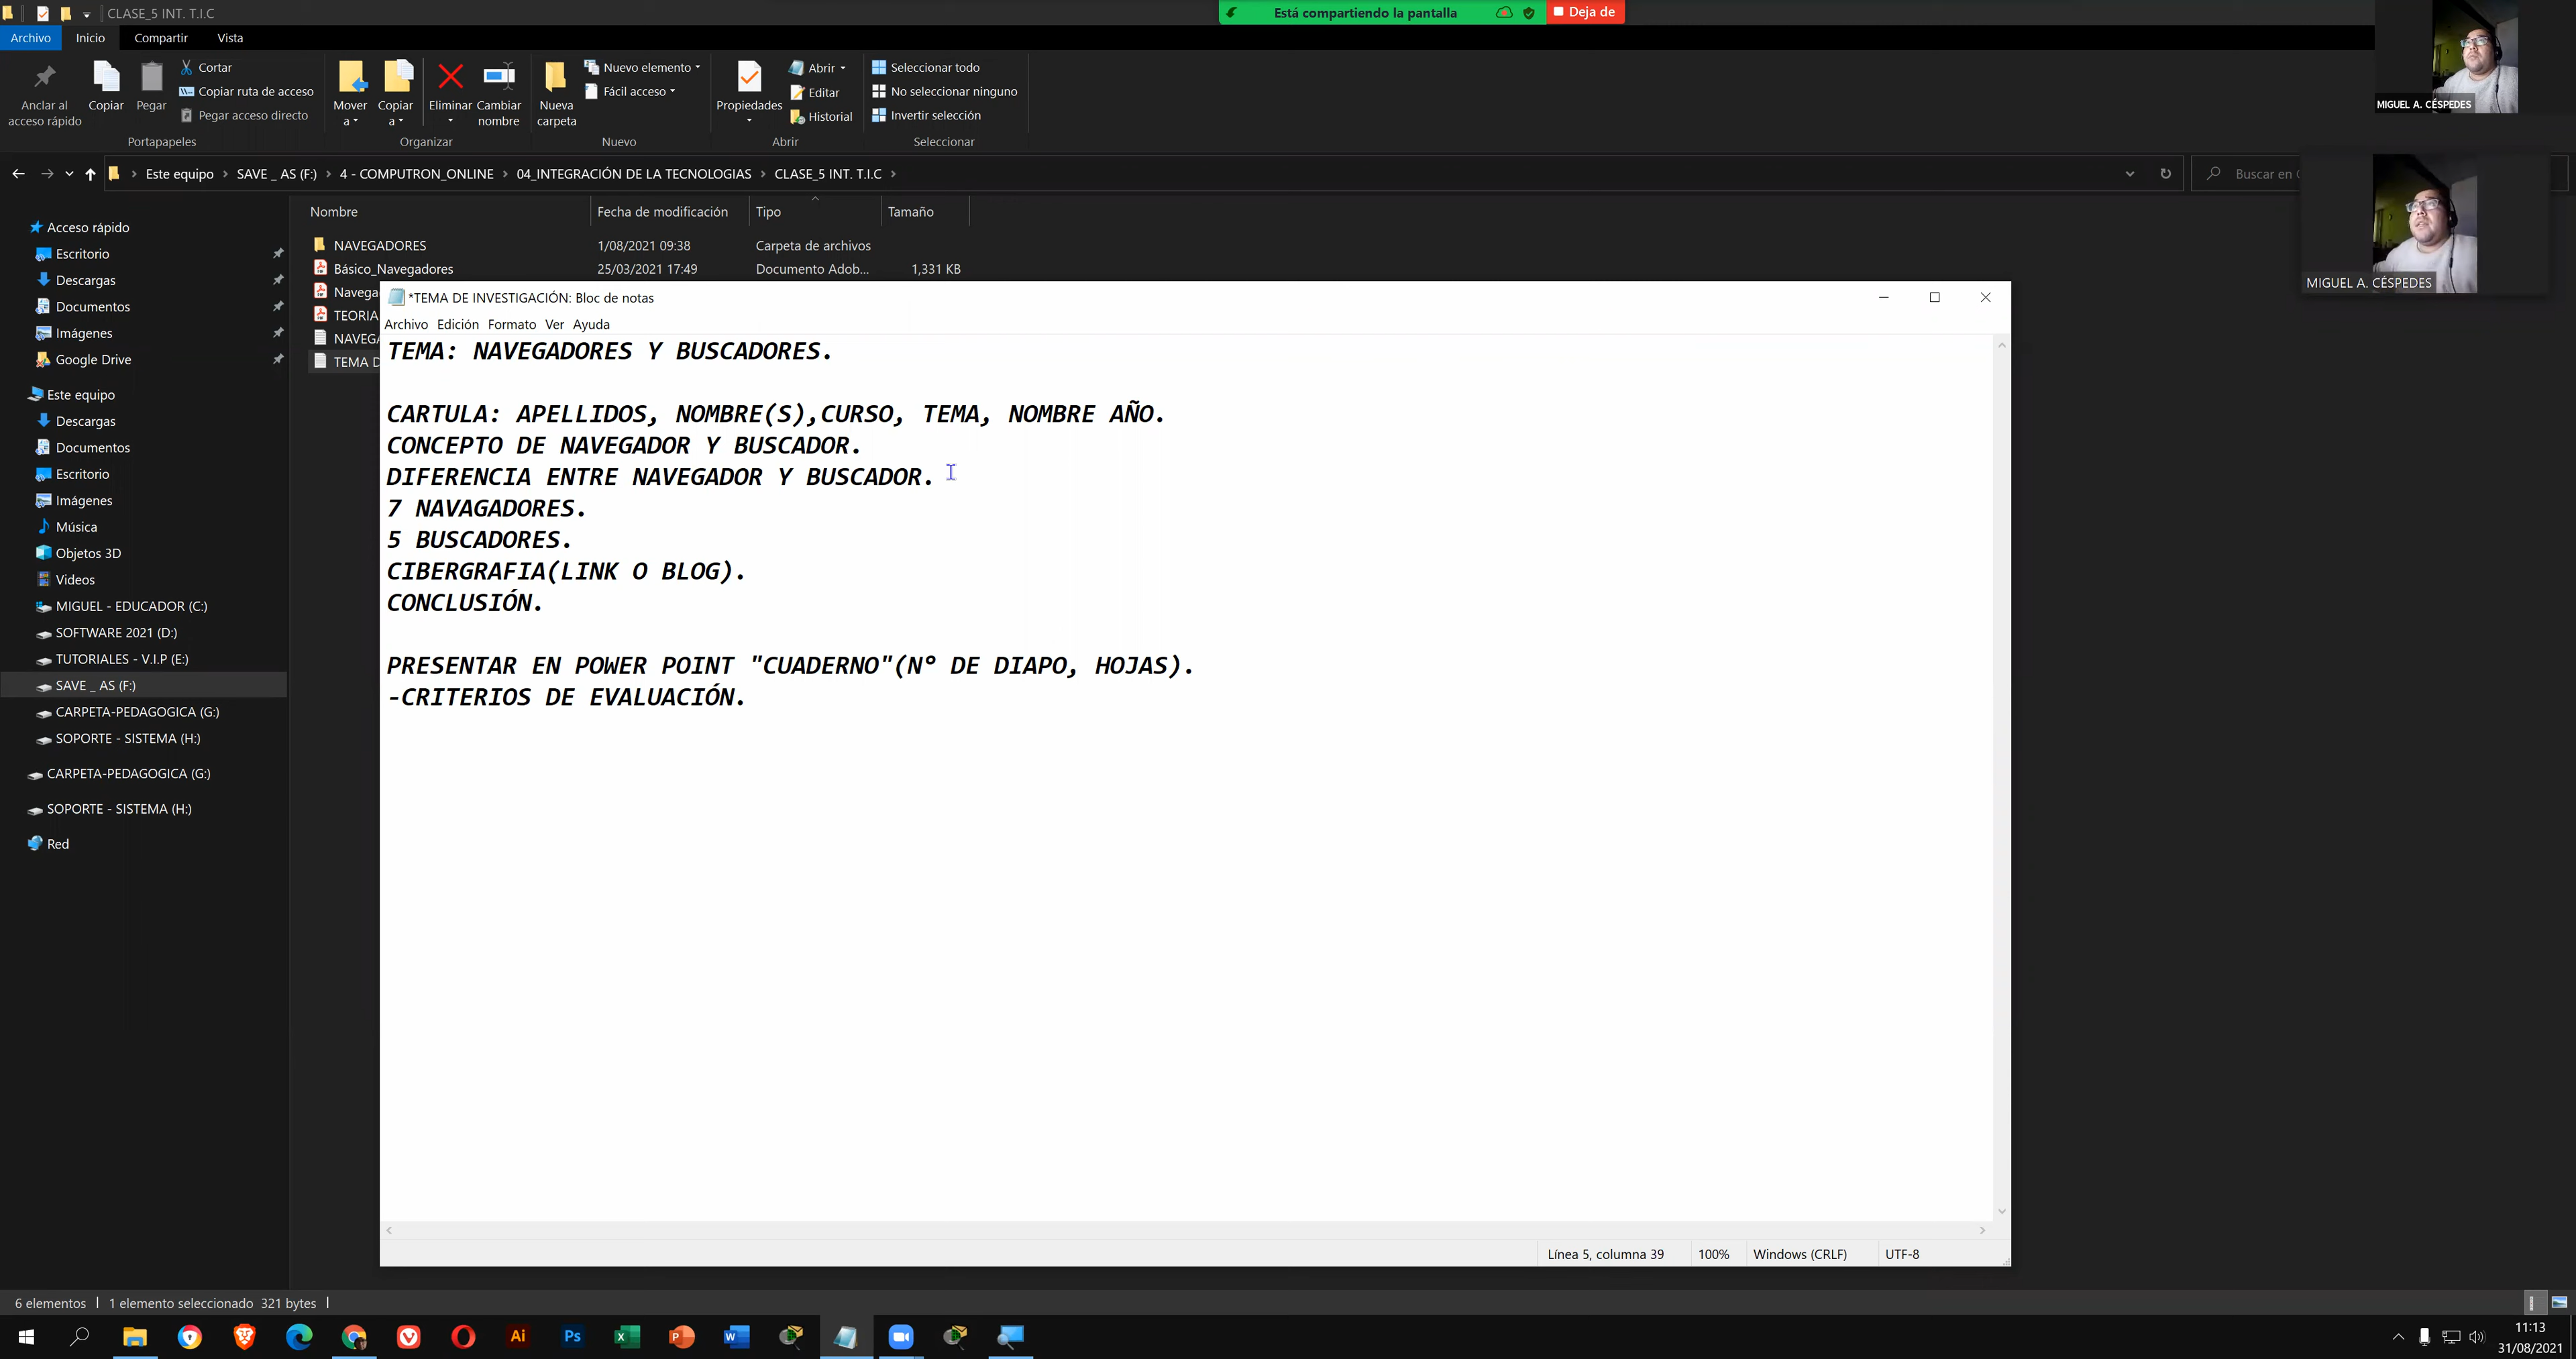 CLASE_5 INT. T.I.C
Está compartiendo la pantalla
Deja de
Archivo
Inicio
Compartir
Vista
Anclar al acceso rápido
Copiar
Pegar
Cortar
Copiar ruta de acceso
Pegar acceso directo
Portapapeles
Mover a
Copiar a
Eliminar
Cambiar nombre
Organizar
Nueva carpeta
Nuevo elemento
Fácil acceso
Nuevo
Propiedades
Abrir
Editar
Historial
Abrir
Seleccionar todo
No seleccionar ninguno
Invertir selección
Seleccionar
MIGUEL A. CÉSPEDES
Este equipo > SAVE _ AS (F:) > 4 - COMPUTRON_ONLINE > 04_INTEGRACIÓN DE LA TECNOLOGIAS > CLASE_5 INT. T.I.C >
Buscar en
MIGUEL A. CÉSPEDES
Acceso rápido
Escritorio
Descargas
Documentos
Imágenes
Google Drive
Este equipo
Descargas
Documentos
Escritorio
Imágenes
Música
Objetos 3D
Videos
MIGUEL - EDUCADOR (C:)
SOFTWARE 2021 (D:)
TUTORIALES - V.I.P (E:)
SAVE _ AS (F:)
CARPETA-PEDAGOGICA (G:)
SOPORTE - SISTEMA (H:)
CARPETA-PEDAGOGICA (G:)
SOPORTE - SISTEMA (H:)
Red
Nombre Fecha de modificación Tipo Tamaño
NAVEGADORES 1/08/2021 09:38 Carpeta de archivos
Básico_Navegadores 25/03/2021 17:49 Documento Adob... 1,331 KB
Navega
TEORIA
NAVEGA
TEMA D
*TEMA DE INVESTIGACIÓN: Bloc de notas
Archivo Edición Formato Ver Ayuda
TEMA: NAVEGADORES Y BUSCADORES.
CARTULA: APELLIDOS, NOMBRE(S),CURSO, TEMA, NOMBRE AÑO.
CONCEPTO DE NAVEGADOR Y BUSCADOR.
DIFERENCIA ENTRE NAVEGADOR Y BUSCADOR.
7 NAVAGADORES.
5 BUSCADORES.
CIBERGRAFIA(LINK O BLOG).
CONCLUSIÓN.
PRESENTAR EN POWER POINT "CUADERNO"(N° DE DIAPO, HOJAS).
-CRITERIOS DE EVALUACIÓN.
Línea 5, columna 39 100% Windows (CRLF) UTF-8
6 elementos 1 elemento seleccionado 321 bytes
11:13
31/08/2021